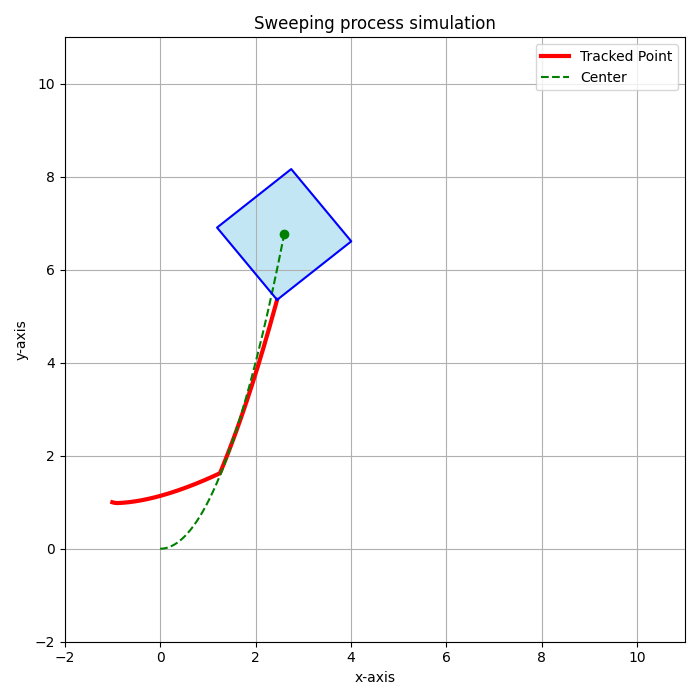 Sweeping process simulation
Tracked Point
Center
10
8
6
4
2
0
−2
y-axis
−2 0 2 4 6 8 10
x-axis